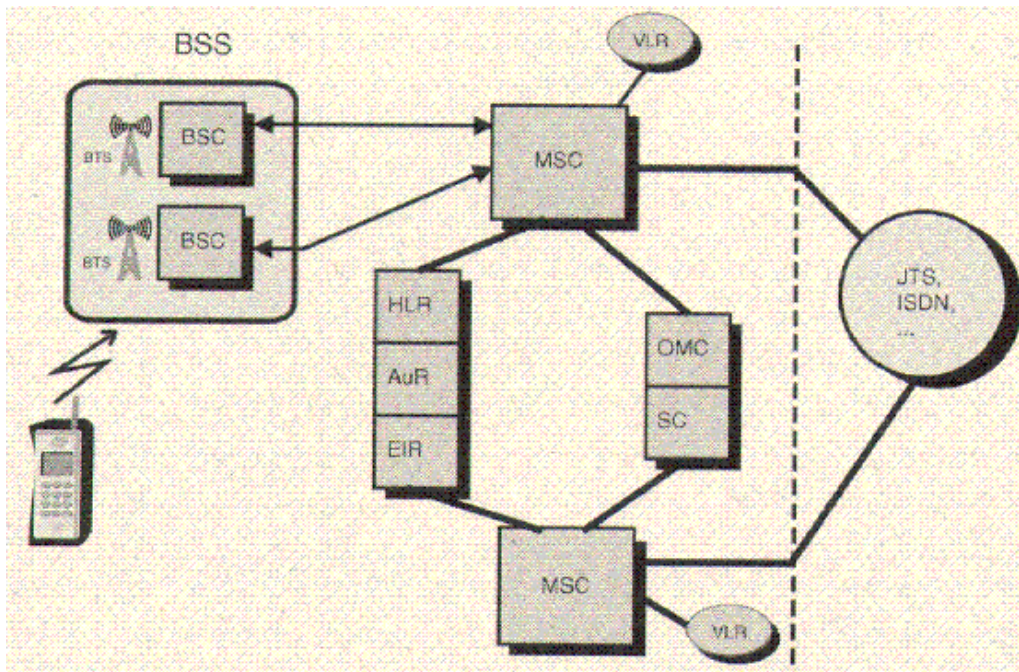 BSS
VLR
BTS
BSC
MSC
BTS
BSC
HLR
AuR
EIR
OMC
SC
JTS,
ISDN,
...
MSC
VLR